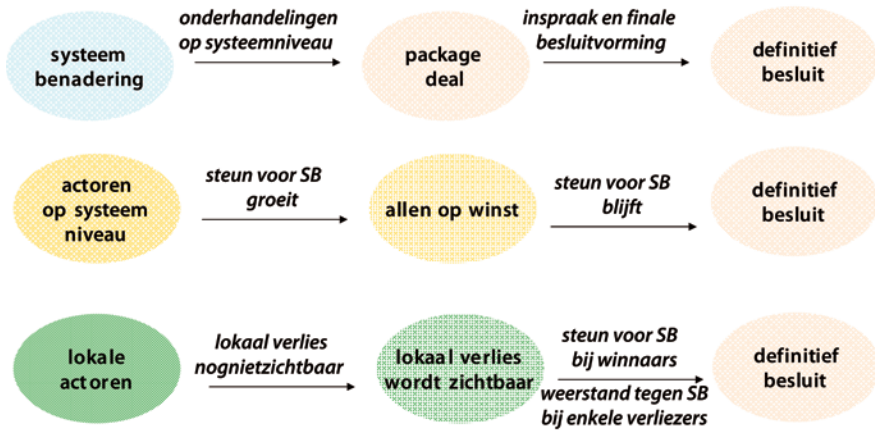 onderhandelingen
op systeemniveau
inspraak en finale
besluitvorming
systeem
benadering
package
deal
definitief
besluit
steun voor SB
groeit
steun voor SB
blijft
actoren
op systeem
niveau
allen op winst
definitief
besluit
lokaal verlies
nognietzichtbaar
steun voor SB
bij winnaars
lokale
actoren
lokaal verlies
wordt zichtbaar
weerstand tegen SB
bij enkele verliezers
definitief
besluit